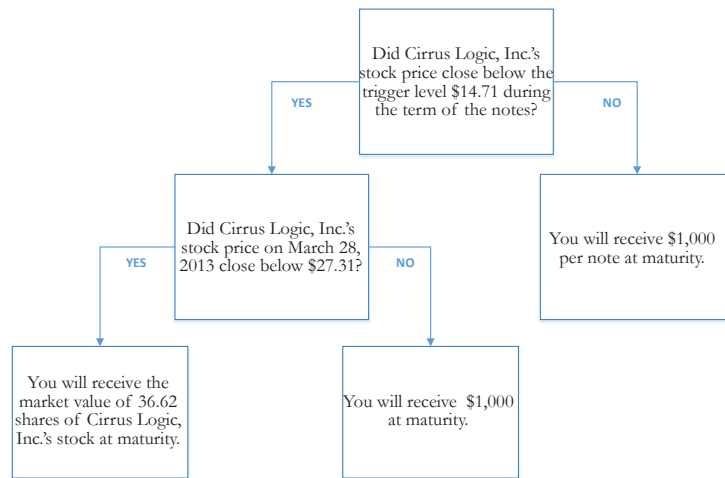 Did Cirrus Logic, Inc.'s
stock price close below the
trigger level $14.71 during
the term of the notes?
YES
NO
Did Cirrus Logic, Inc.'s
stock price on March 28,
2013 close below $27.31?
You will receive $1,000
per note at maturity.
YES
NO
You will receive the
market value of 36.62
shares of Cirrus Logic,
Inc.'s stock at maturity.
You will receive $1,000
at maturity.